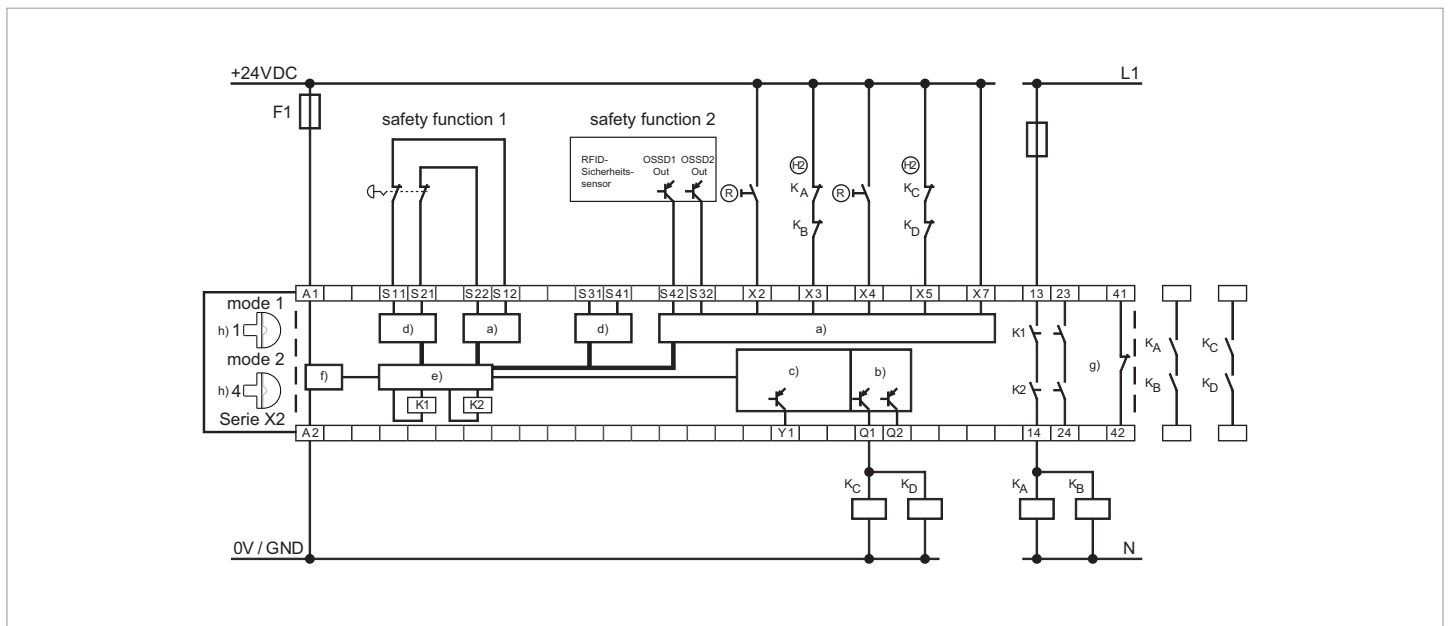 +24VDC
L1
F1
safety function 1
safety function 2
RFID-
Sicherheits-
sensor
OSSD1
Out
OSSD2
Out
R
H2
KA
KB
R
H2
KC
KD
A1 S11 S21 S22 S12 S31 S41 S42 S32 X2 X3 X4 X5 X7 13 23 41
mode 1
h) 1
mode 2
h) 4
Serie X2
d)
a)
d)
a)
f)
e)
K1
K2
c)
b)
K1
K2
g)
KA
KB
KC
KD
A2 Y1 Q1 Q2 14 24 42
KC
KD
KA
KB
0V / GND
N